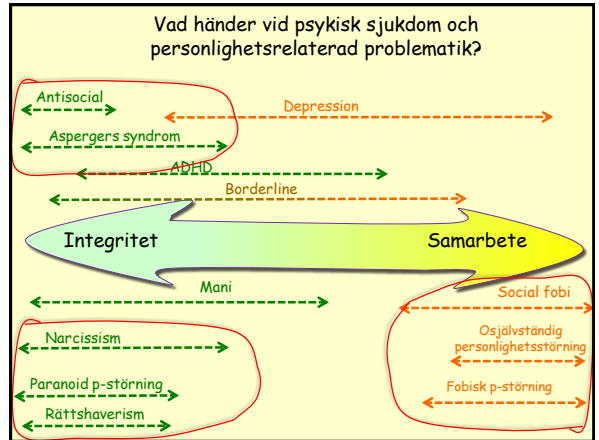 Vad händer vid psykisk sjukdom och
personlighetsrelaterad problematik?
Antisocial
Depression
Aspergers syndrom
ADHD
Borderline
Integritet
Samarbete
Mani
Social fobi
Narcissism
Osjälvständig
personlighetsstörning
Paranoid p-störning
Fobisk p-störning
Rättshaverism